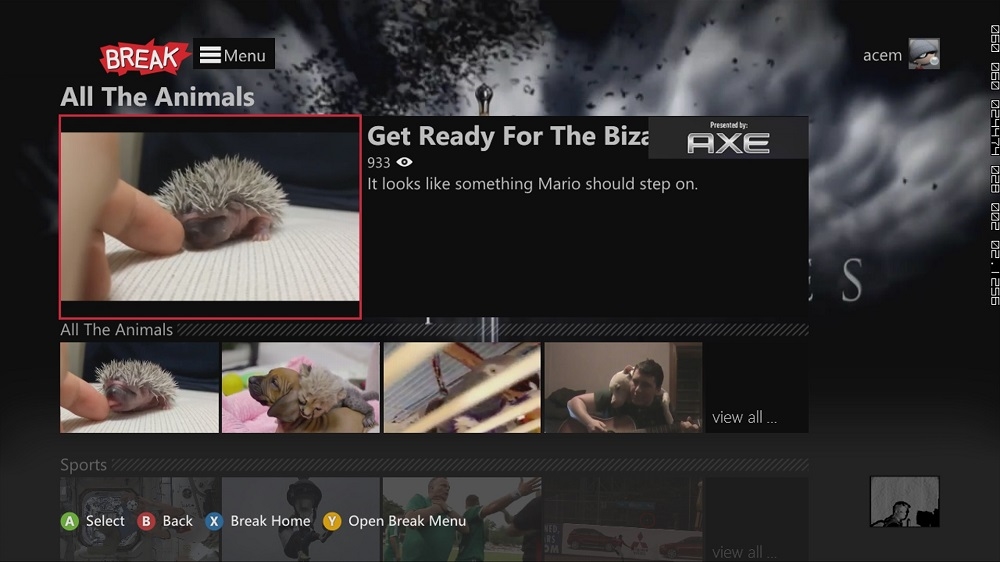 BREAK
Menu
acem
All The Animals
Get Ready For The Biza
Presented by:
AXE
933
It looks like something Mario should step on.
G S
All The Animals
view all ...
Sports
A Select B Back X Break Home Y Open Break Menu
view all ...